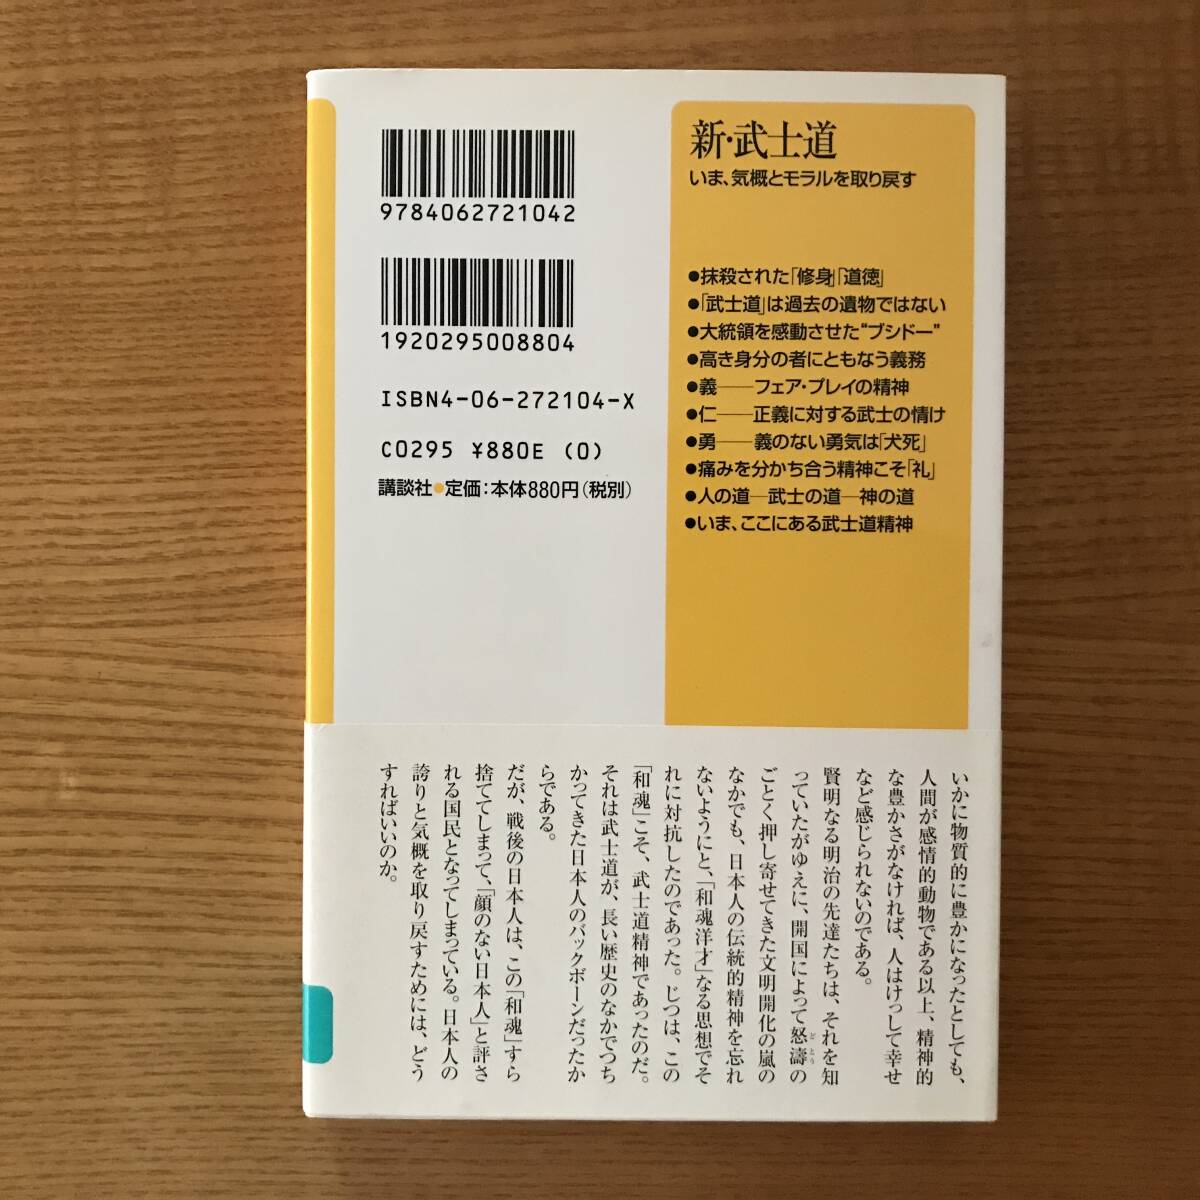 9784062721042
1920295008804
ISBN4-06-272104-X
C0295 ¥880E (0)
講談社●定価:本体880円(税別)
新・武士道
いま、気概とモラルを取り戻す
●抹殺された「修身」「道徳」
●「武士道」は過去の遺物ではない
●大統領を感動させた“ブシドー”
●高き身分の者にともなう義務
●義――フェア・プレイの精神
●仁――正義に対する武士の情け
●勇――義のない勇気は「犬死」
●痛みを分かち合う精神こそ「礼」
●人の道―武士の道―神の道
●いま、ここにある武士道精神
いかに物質的に豊かになったとしても、
人間が感情的動物である以上、精神的
な豊かさがなければ、人はけっして幸せ
など感じられないのである。
賢明なる明治の先達たちは、それを知
っていたがゆえに、開国によって怒濤の
どとう
ごとく押し寄せてきた文明開化の嵐の
なかでも、日本人の伝統的精神を忘れ
ないようにと、「和魂洋才」なる思想でそ
れに対抗したのであった。じつは、この
「和魂」こそ、武士道精神であったのだ。
それは武士道が、長い歴史のなかでつち
かってきた日本人のバックボーンだったか
らである。
だが、戦後の日本人は、この「和魂」すら
捨ててしまって、「顔のない日本人」と評さ
れる国民となってしまっている。日本人の
誇りと気概を取り戻すためには、どう
すればいいのか。